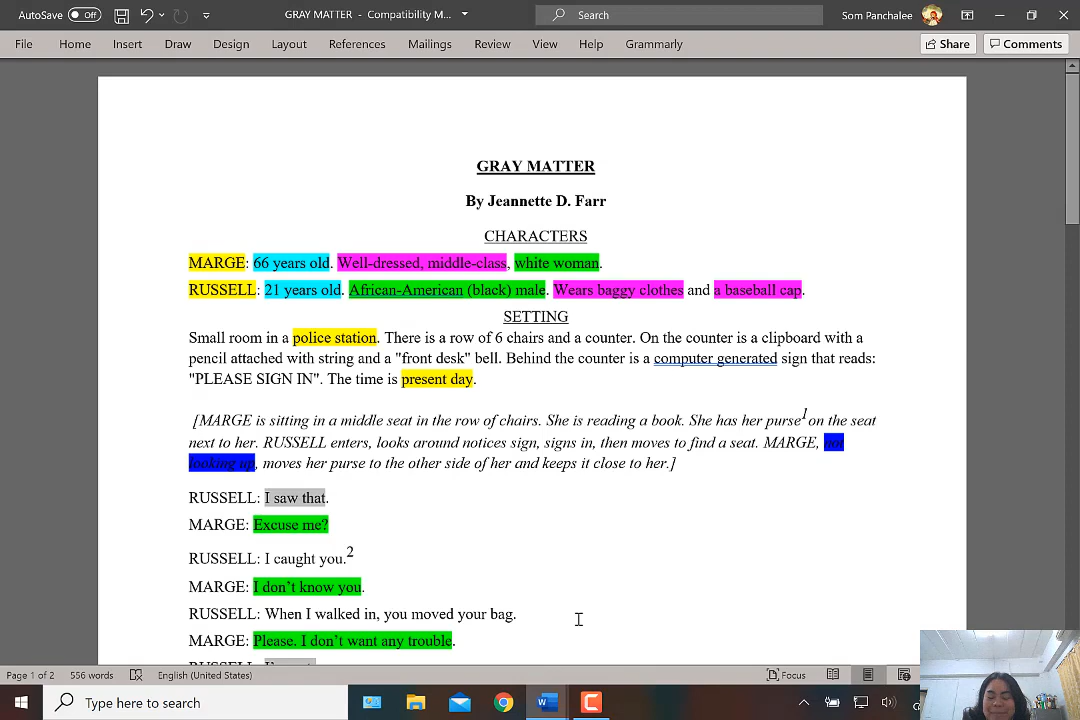 AutoSave Off GRAY MATTER - Compatibility M... Search Som Panchalee
File Home Insert Draw Design Layout References Mailings Review View Help Grammarly Share Comments
GRAY MATTER
By Jeannette D. Farr
CHARACTERS
MARGE: 66 years old. Well-dressed, middle-class, white woman.
RUSSELL: 21 years old. African-American (black) male. Wears baggy clothes and a baseball cap.
SETTING
Small room in a police station. There is a row of 6 chairs and a counter. On the counter is a clipboard with a
pencil attached with string and a "front desk" bell. Behind the counter is a computer generated sign that reads:
"PLEASE SIGN IN". The time is present day.
[MARGE is sitting in a middle seat in the row of chairs. She is reading a book. She has her purse1 on the seat
next to her. RUSSELL enters, looks around notices sign, signs in, then moves to find a seat. MARGE, not
looking up, moves her purse to the other side of her and keeps it close to her.]
RUSSELL: I saw that.
MARGE: Excuse me?
RUSSELL: I caught you.2
MARGE: I don't know you.
RUSSELL: When I walked in, you moved your bag.
MARGE: Please. I don't want any trouble.
Page 1 of 2 556 words English (United States) Focus
Type here to search